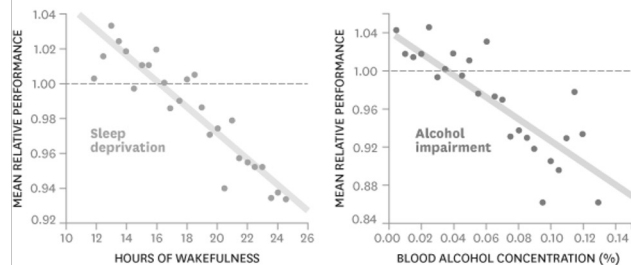 MEAN RELATIVE PERFORMANCE
1.04
1.02
1.00
0.98
0.96
0.94
0.92
Sleep
deprivation
10 12 14 16 18 20 22 24 26
HOURS OF WAKEFULNESS
MEAN RELATIVE PERFORMANCE
1.04
1.00
0.96
0.92
0.88
0.84
Alcohol
impairment
0.00 0.02 0.04 0.06 0.08 0.10 0.12 0.14
BLOOD ALCOHOL CONCENTRATION (%)